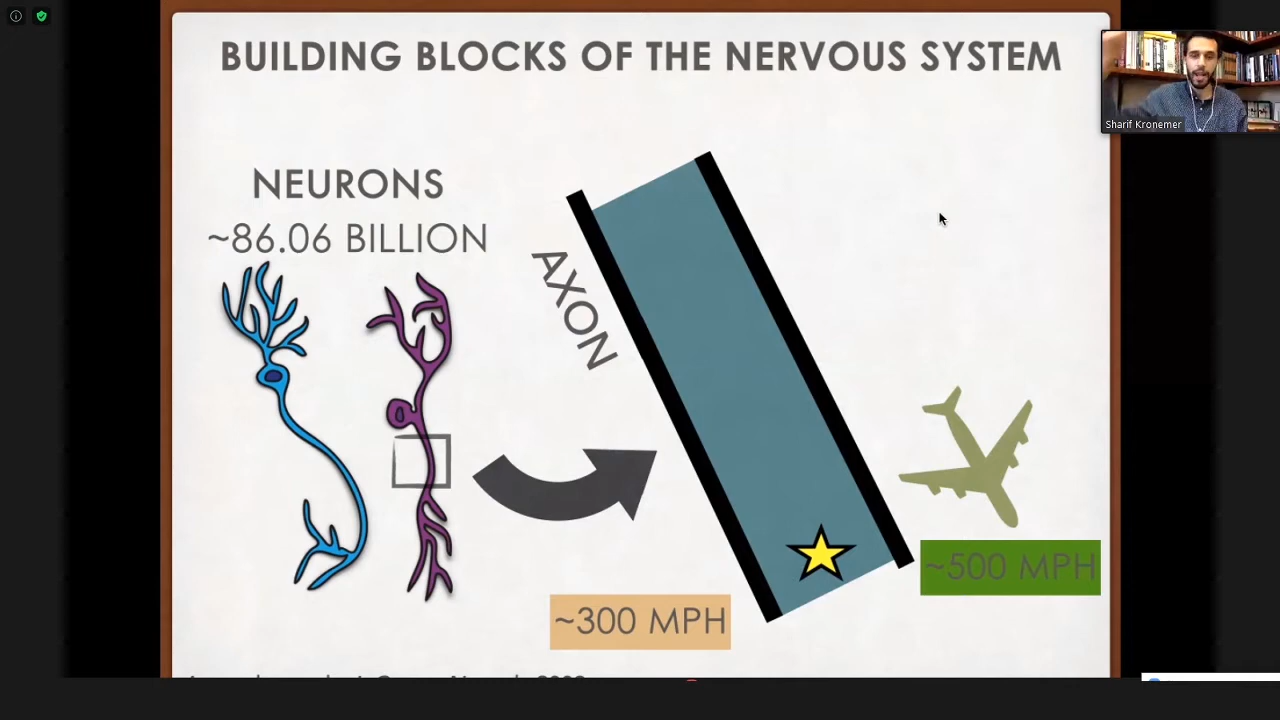 BUILDING BLOCKS OF THE NERVOUS SYSTEM
Sharif Kronemer
NEURONS
~86.06 BILLION
AXON
~500 MPH
~300 MPH